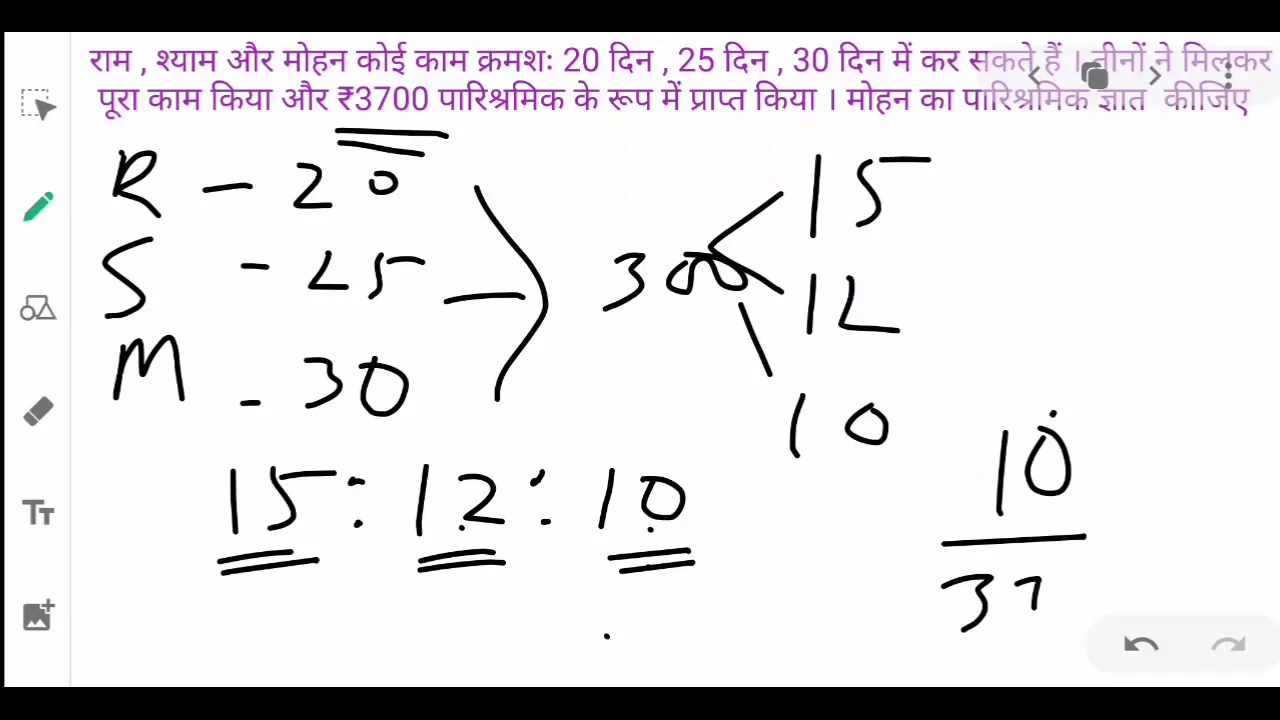 राम , श्याम और मोहन कोई काम क्रमशः 20 दिन , 25 दिन , 30 दिन में कर सकते हैं । तीनों ने मिलकर
पूरा काम किया और ₹3700 पारिश्रमिक के रूप में प्राप्त किया । मोहन का पारिश्रमिक ज्ञात कीजिए
R - 20
S - 25
M - 30
300
15
12
10
15 : 12 : 10
10
37
Tт